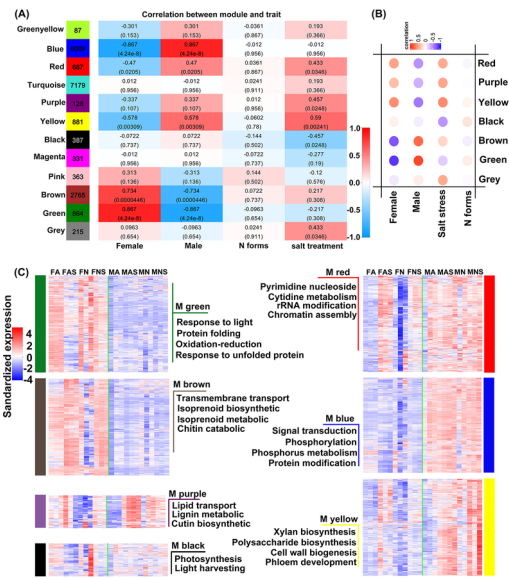 (A)
Correlation between module and trait
Greenyellow 87 -0.301 0.301 -0.0361 0.193
(0.153) (0.153) (0.867) (0.366)
Blue -0.867 0.867 -0.012 -0.012
(4.24e-8) (4.24e-8) (0.956) (0.956)
Red 687 -0.47 0.47 0.0361 0.433
(0.0205) (0.0205) (0.867) (0.0346)
Turquoise 7179 0.012 -0.012 -0.0241 0.0241
(0.956) (0.956) (0.911) (0.911)
Purple -0.337 0.337 0.012 0.457
(0.107) (0.107) (0.956) (0.0248)
Yellow 881 -0.578 0.578 -0.0602 0.59
(0.00309) (0.00309) (0.78) (0.00241)
Black 387 -0.0722 0.0722 -0.144 -0.457
(0.737) (0.737) (0.502) (0.0248)
Magenta 331 -0.012 0.012 -0.0722 -0.277
(0.956) (0.956) (0.737) (0.19)
Pink 363 0.313 -0.313 0.144 -0.12
(0.136) (0.136) (0.502) (0.576)
Brown 2765 0.734 -0.734 0.0722 0.217
(0.0000446) (0.0000446) (0.737) (0.308)
Green 864 0.867 -0.867 -0.0963 -0.217
(4.24e-8) (4.24e-8) (0.654) (0.308)
Grey 215 0.0963 -0.0963 0.0241 0.433
(0.654) (0.654) (0.911) (0.0346)
Female Male N forms salt treatment
1.0
0.5
0.0
-0.5
-1.0
(B)
correlation
1
0.5
0
-0.5
-1
Red
Purple
Yellow
Black
Brown
Green
Grey
Female
Male
Salt stress
N forms
(C)
FA FAS FN FNS MA MAS MN MNS
Sandardized expression
4
2
0
-2
-4
M green
Response to light
Protein folding
Oxidation-reduction
Response to unfolded protein
M brown
Transmembrane transport
Isoprenoid biosynthetic
Isoprenoid metabolic
Chitin catabolic
M purple
Lipid transport
Lignin metabolic
Cutin biosynthetic
M black
Photosynthesis
Light harvesting
M red
FA FAS FN FNS MA MAS MN MNS
Pyrimidine nucleoside
Cytidine metabolism
rRNA modification
Chromatin assembly
M blue
Signal transduction
Phosphorylation
Phosphorus metabolism
Protein modification
M yellow
Xylan biosynthesis
Polysaccharide biosynthesis
Cell wall biogenesis
Phloem development